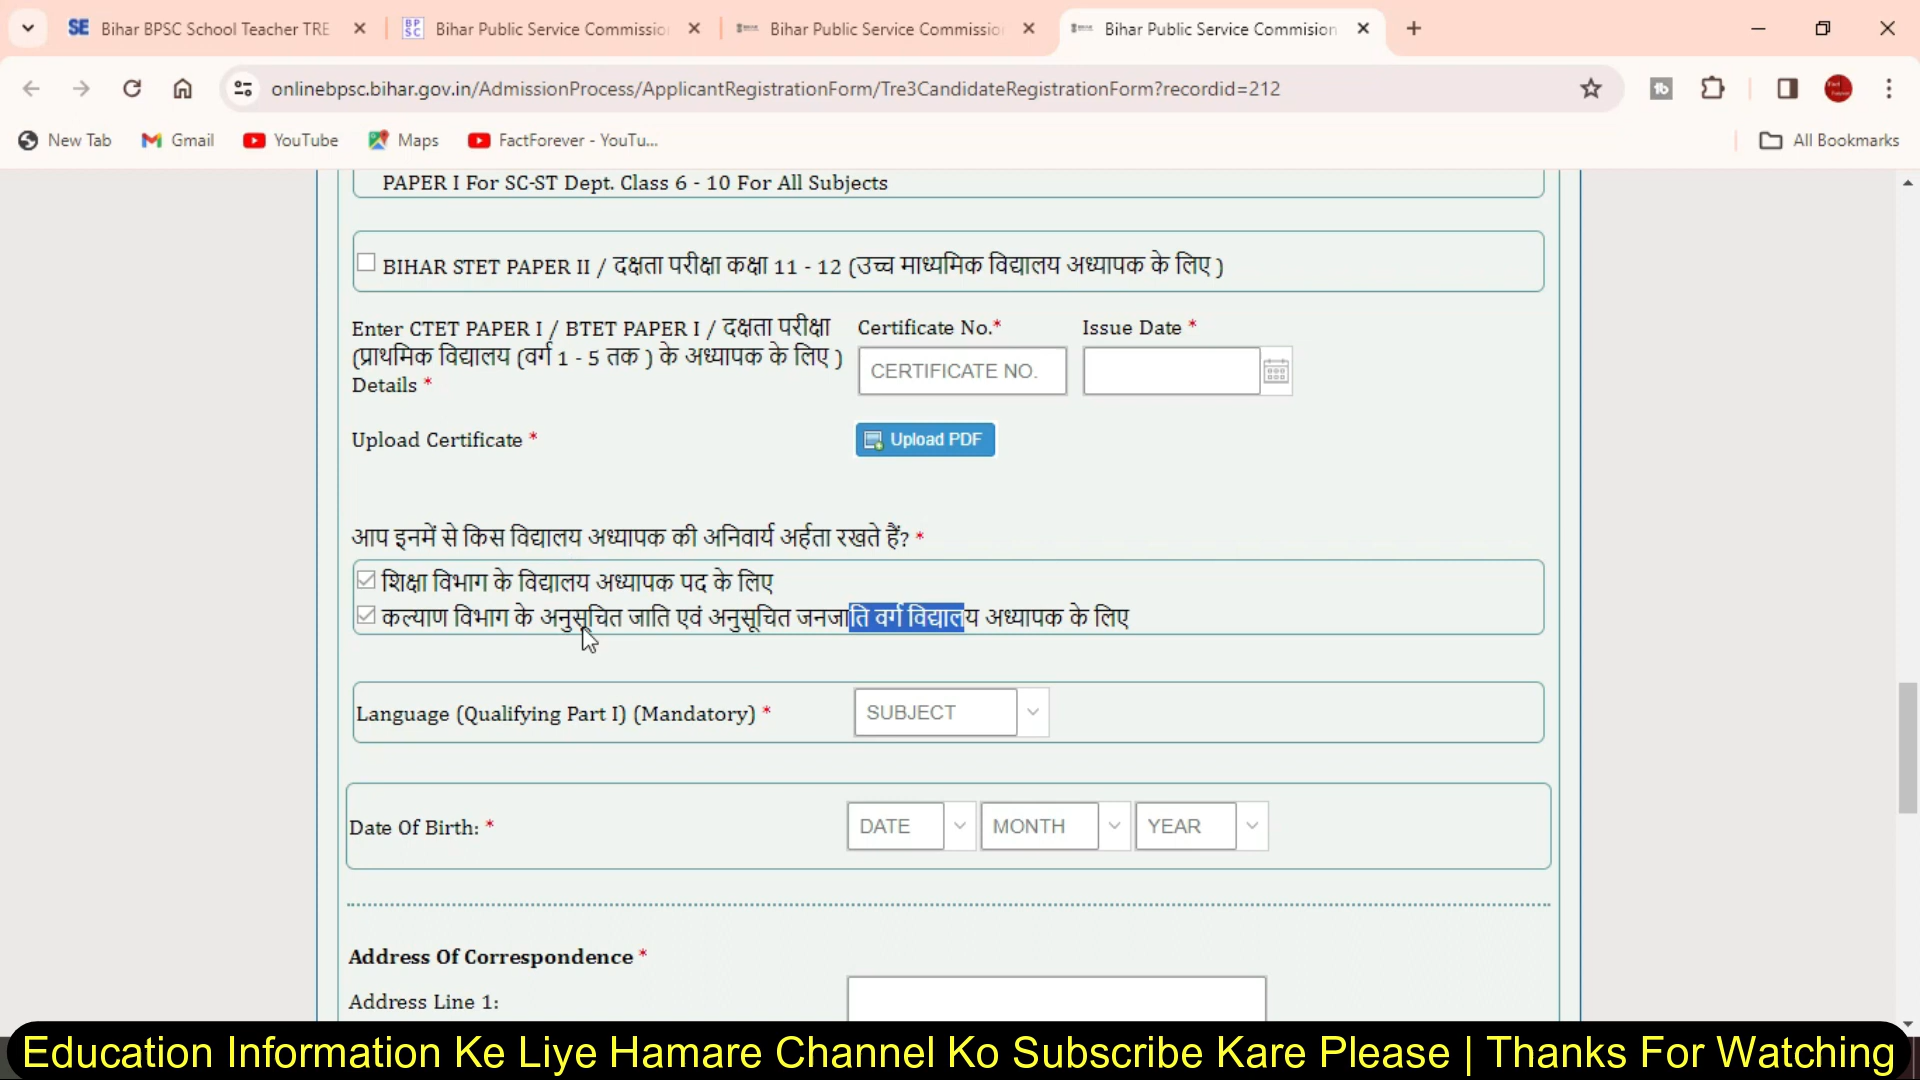 Bihar BPSC School Teacher TRE
Bihar Public Service Commissio
Bihar Public Service Commissio
Bihar Public Service Commision
onlinebpsc.bihar.gov.in/AdmissionProcess/ApplicantRegistrationForm/Tre3CandidateRegistrationForm?recordid=212
New Tab
Gmail
YouTube
Maps
FactForever - YouTu...
All Bookmarks
PAPER I For SC-ST Dept. Class 6 - 10 For All Subjects
BIHAR STET PAPER II / दक्षता परीक्षा कक्षा 11 - 12 (उच्च माध्यमिक विद्यालय अध्यापक के लिए )
Enter CTET PAPER I / BTET PAPER I / दक्षता परीक्षा
(प्राथमिक विद्यालय (वर्ग 1 - 5 तक ) के अध्यापक के लिए )
Details *
Certificate No.*
Issue Date *
CERTIFICATE NO.
Upload Certificate *
Upload PDF
आप इनमें से किस विद्यालय अध्यापक की अनिवार्य अर्हता रखते हैं? *
शिक्षा विभाग के विद्यालय अध्यापक पद के लिए
कल्याण विभाग के अनुसूचित जाति एवं अनुसूचित जनजाति वर्ग विद्यालय अध्यापक के लिए
Language (Qualifying Part I) (Mandatory) *
SUBJECT
Date Of Birth: *
DATE
MONTH
YEAR
Address Of Correspondence *
Address Line 1:
Education Information Ke Liye Hamare Channel Ko Subscribe Kare Please | Thanks For Watching